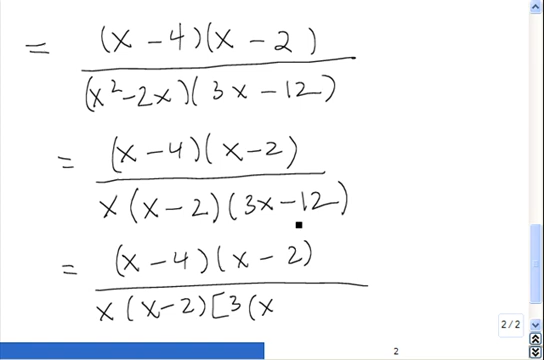 = (x - 4)(x - 2)
(x² - 2x)(3x - 12)
= (x - 4)(x - 2)
x(x - 2)(3x - 12)
= (x - 4)(x - 2)
x(x - 2)[3(x
2 / 2
2